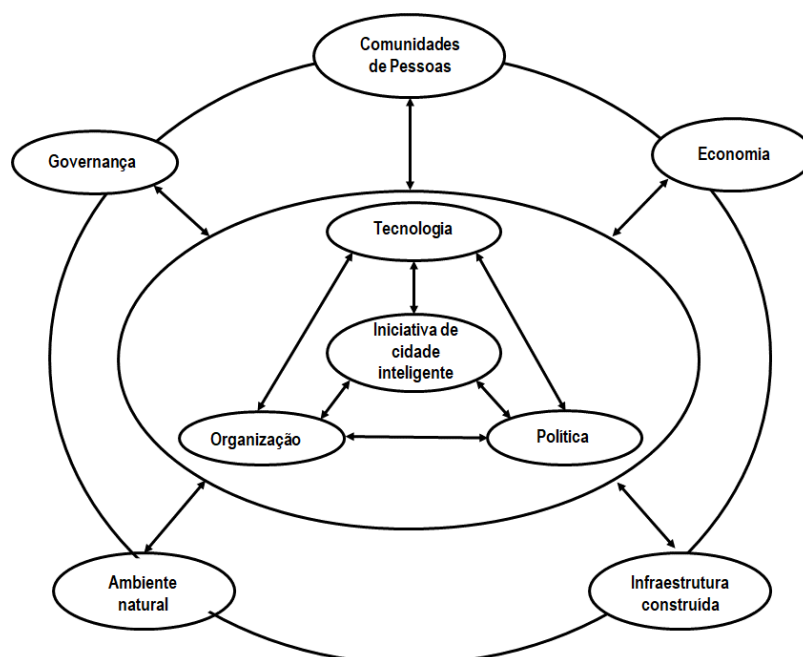 Comunidades
de Pessoas
Governança
Economia
Tecnologia
Iniciativa de
cidade
inteligente
Organização
Política
Ambiente
natural
Infraestrutura
construída